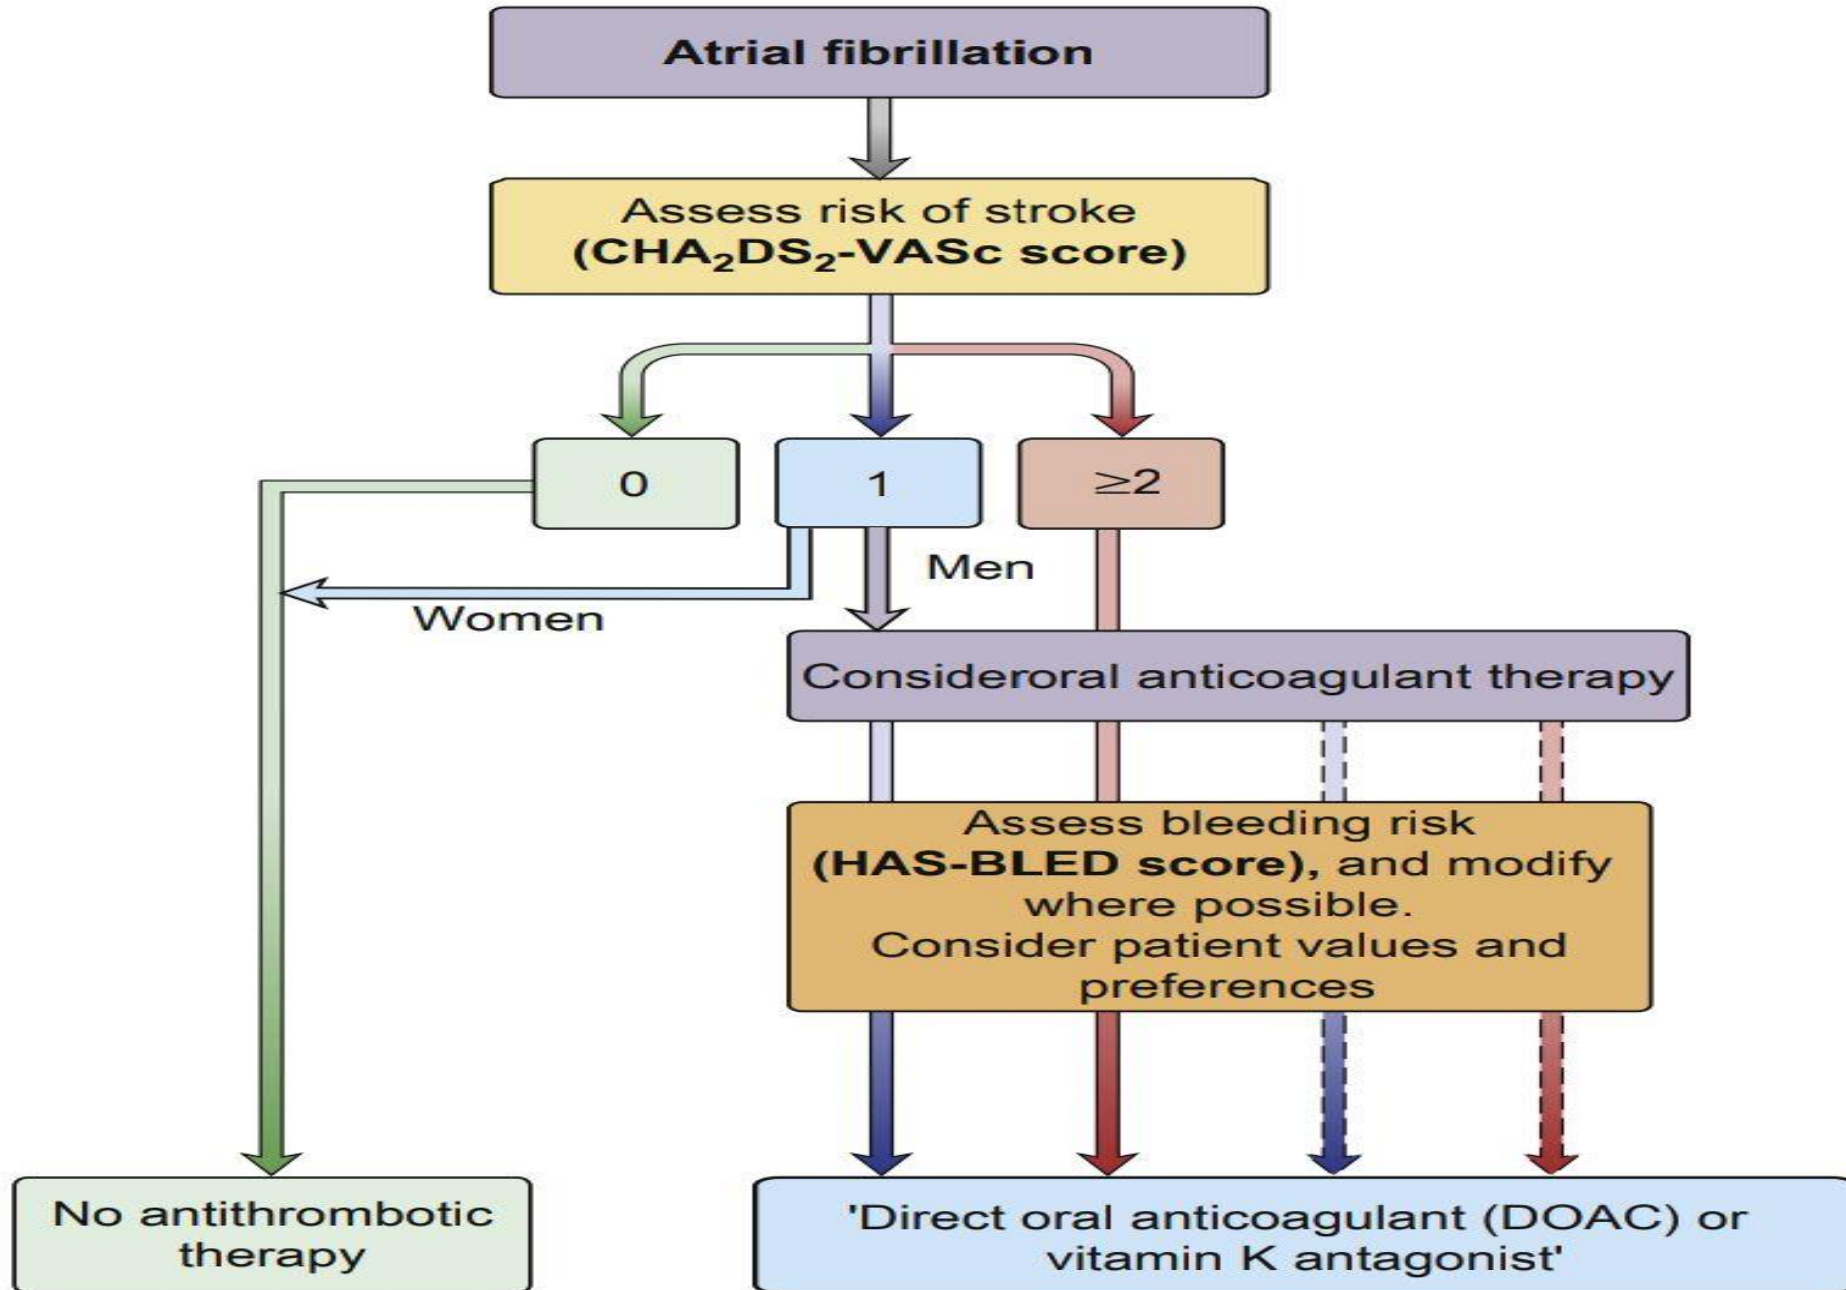 Atrial fibrillation
Assess risk of stroke
(CHA₂DS₂-VASc score)
0
1
≥2
Men
Women
Consideroral anticoagulant therapy
Assess bleeding risk
(HAS-BLED score), and modify
where possible.
Consider patient values and
preferences
No antithrombotic
therapy
'Direct oral anticoagulant (DOAC) or
vitamin K antagonist'